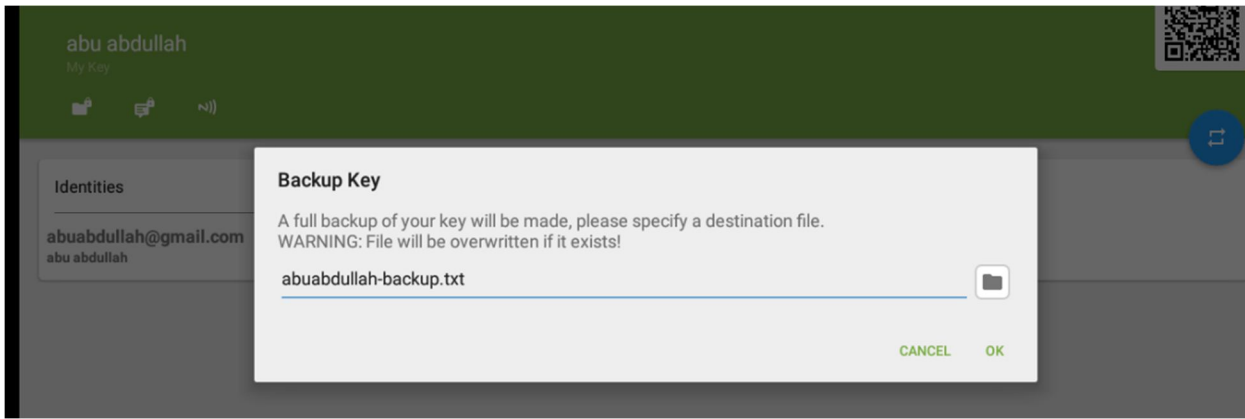 abu abdullah
My Key
Identities
abuabdullah@gmail.com
abu abdullah
Backup Key
A full backup of your key will be made, please specify a destination file.
WARNING: File will be overwritten if it exists!
abuabdullah-backup.txt
CANCEL OK